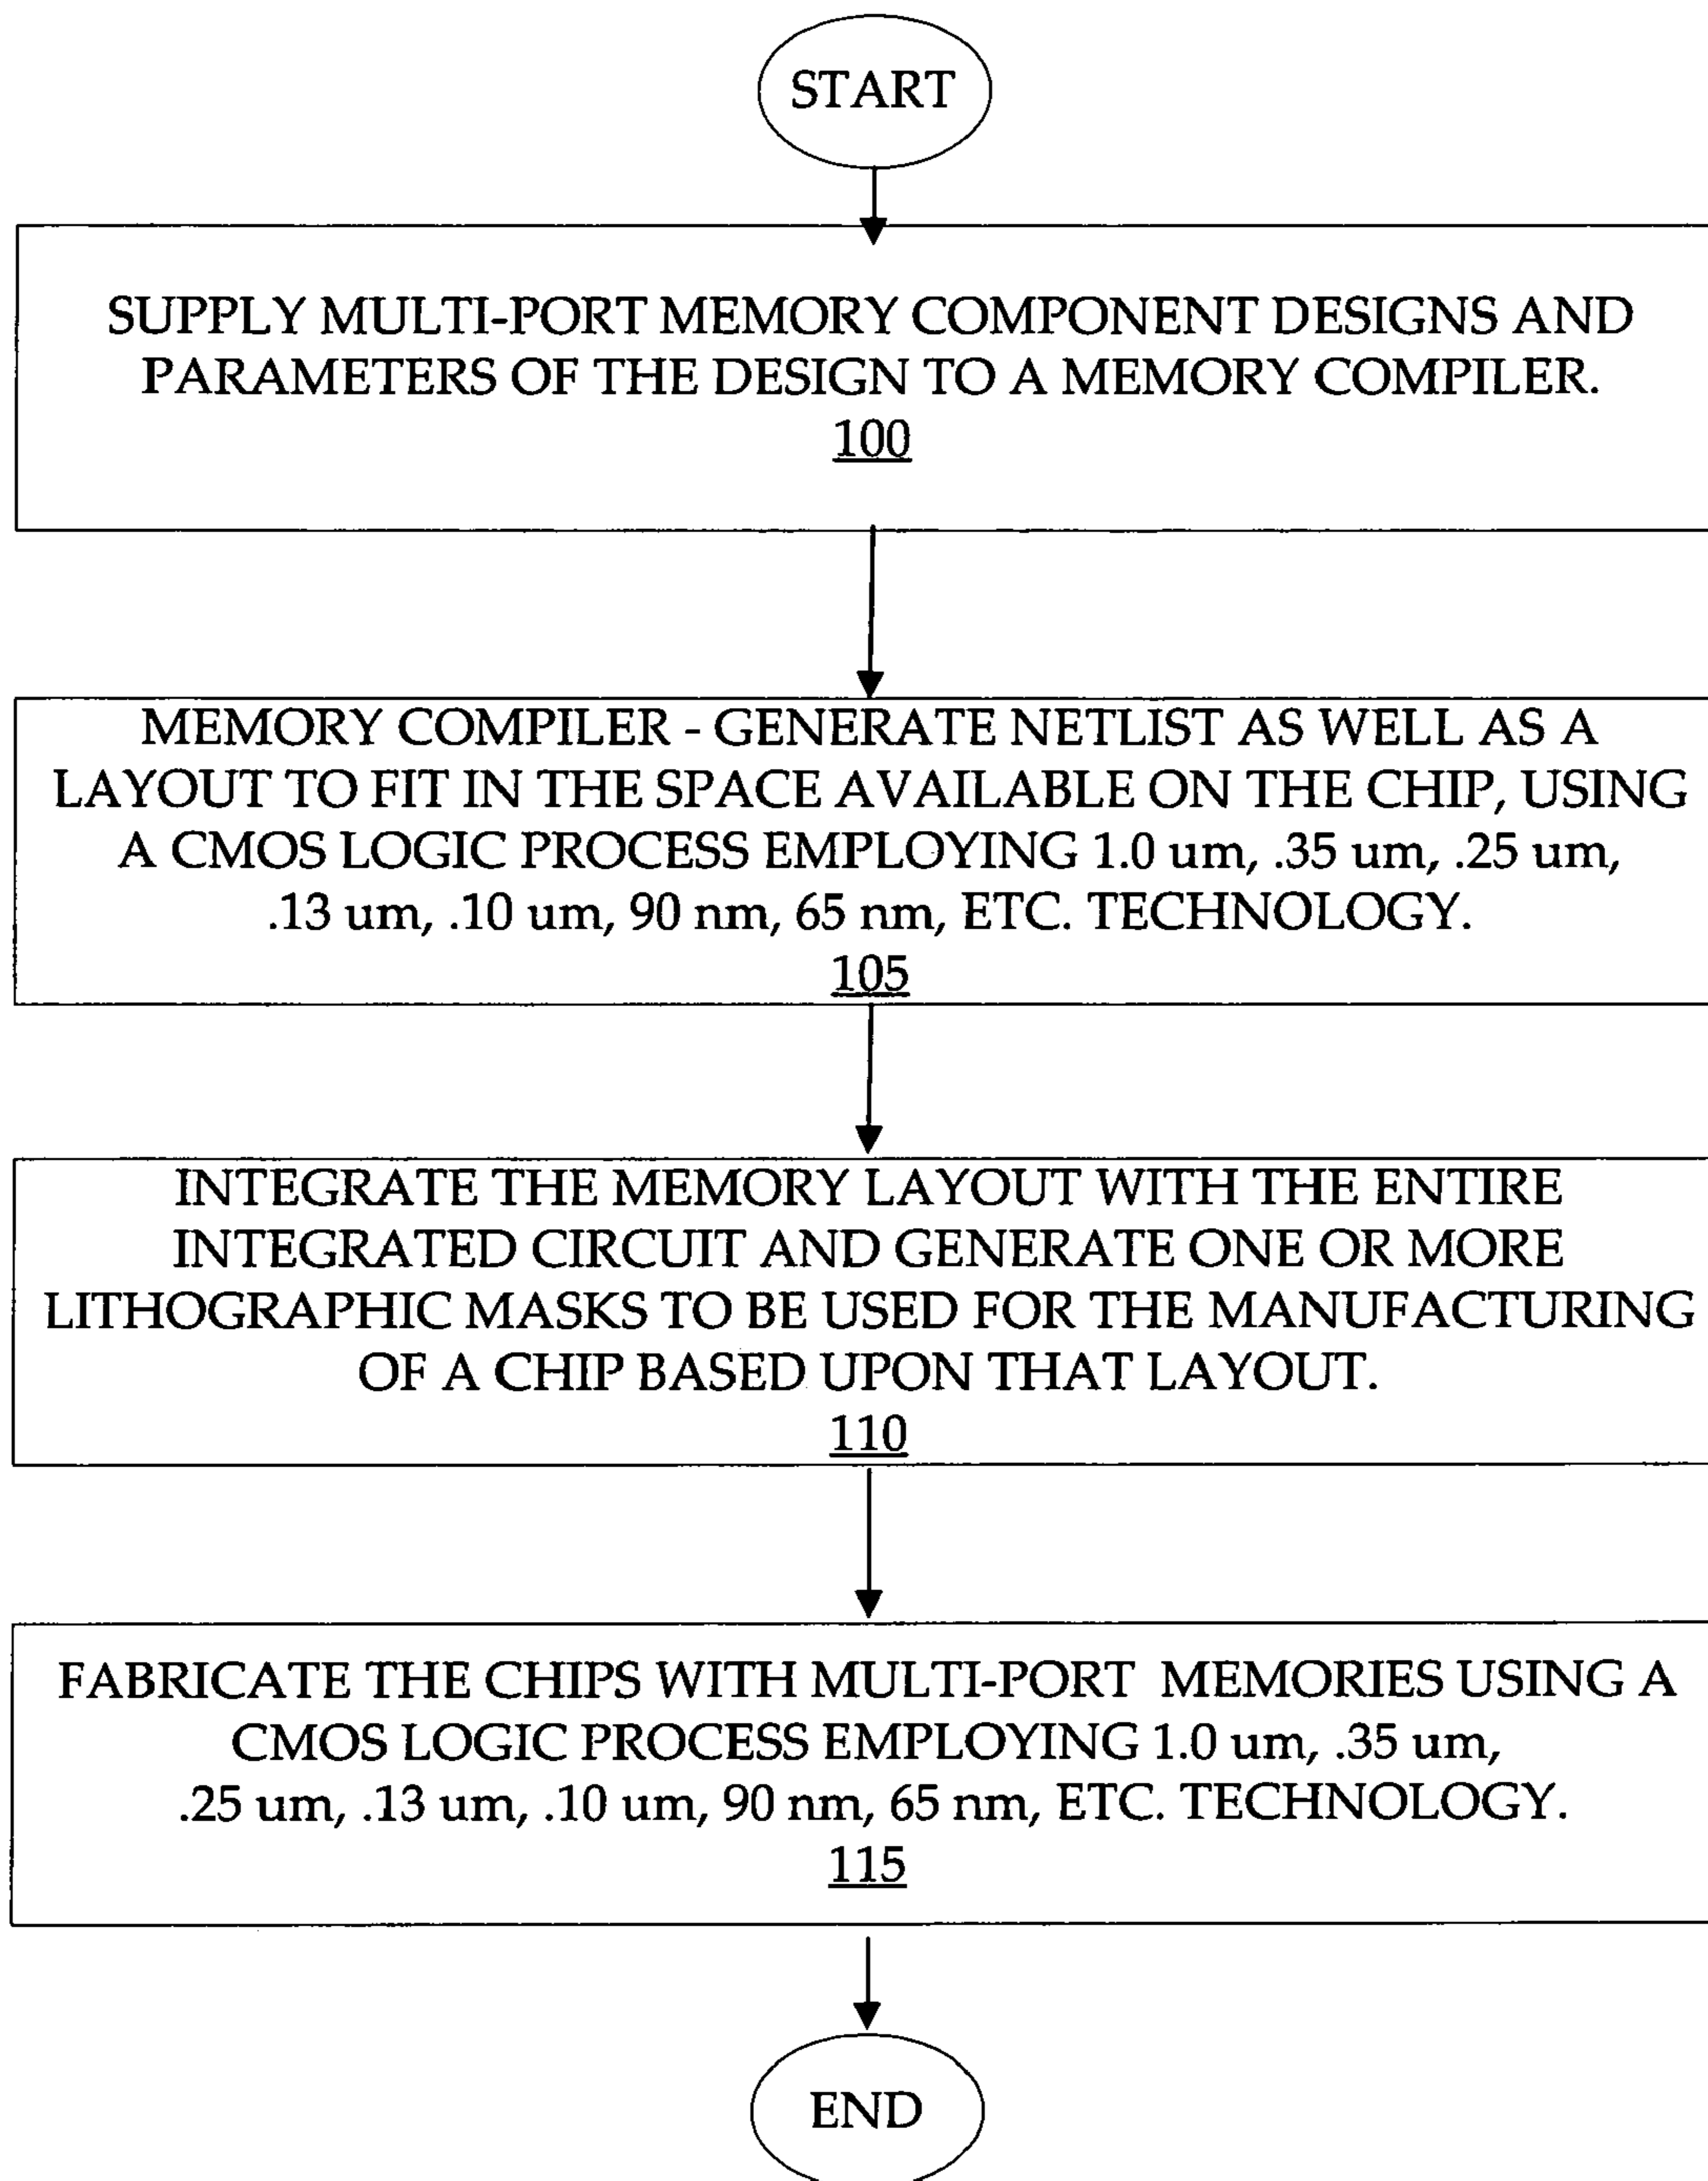 START
SUPPLY MULTI-PORT MEMORY COMPONENT DESIGNS AND
PARAMETERS OF THE DESIGN TO A MEMORY COMPILER.
100
MEMORY COMPILER - GENERATE NETLIST AS WELL AS A
LAYOUT TO FIT IN THE SPACE AVAILABLE ON THE CHIP, USING
A CMOS LOGIC PROCESS EMPLOYING 1.0 um, .35 um, .25 um,
.13 um, .10 um, 90 nm, 65 nm, ETC. TECHNOLOGY.
105
INTEGRATE THE MEMORY LAYOUT WITH THE ENTIRE
INTEGRATED CIRCUIT AND GENERATE ONE OR MORE
LITHOGRAPHIC MASKS TO BE USED FOR THE MANUFACTURING
OF A CHIP BASED UPON THAT LAYOUT.
110
FABRICATE THE CHIPS WITH MULTI-PORT MEMORIES USING A
CMOS LOGIC PROCESS EMPLOYING 1.0 um, .35 um,
.25 um, .13 um, .10 um, 90 nm, 65 nm, ETC. TECHNOLOGY.
115
END